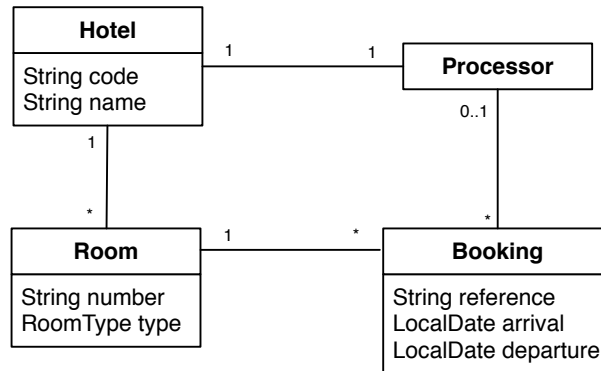 Hotel
String code
String name
1
1
Processor
0..1
1
*
*
Room
String number
RoomType type
1
*
Booking
String reference
LocalDate arrival
LocalDate departure